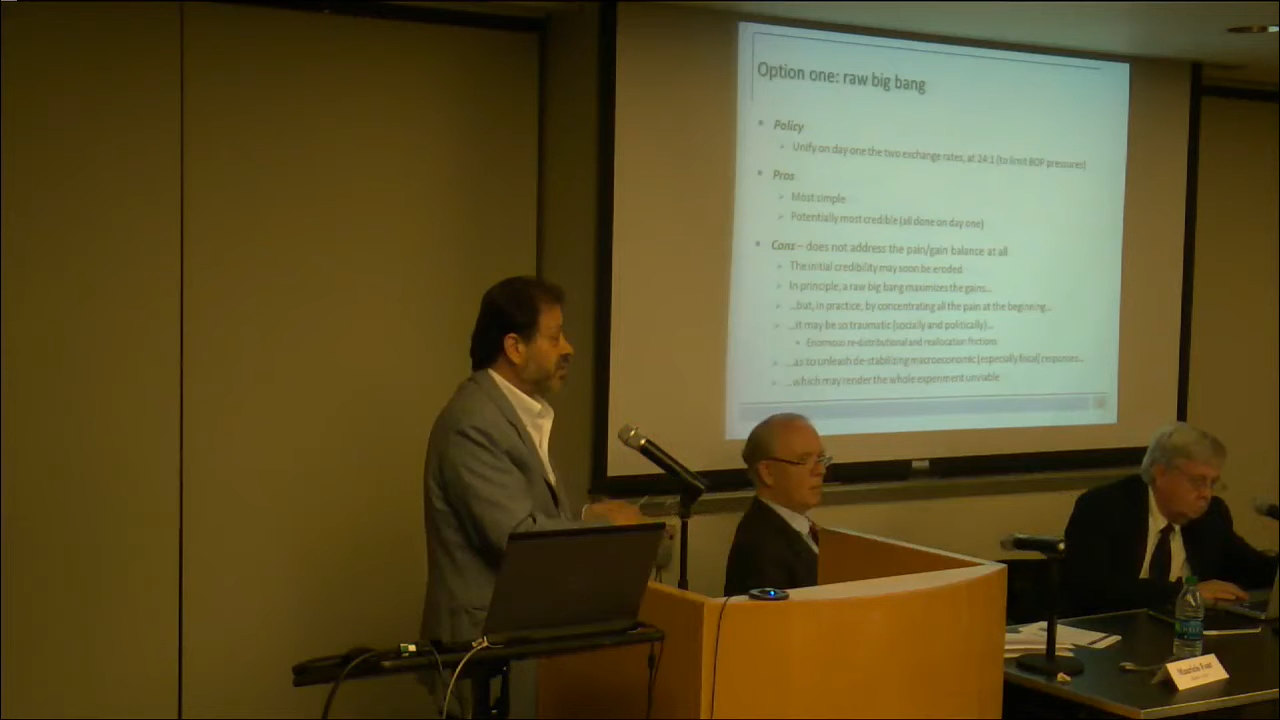 Option one: raw big bang
• Policy
➢ Unify on day one the two exchange rates, at 24:1 (to limit BOP pressures)
• Pros
➢ Most simple
➢ Potentially most credible (all done on day one)
• Cons – does not address the pain/gain balance at all
➢ The initial credibility may soon be eroded
➢ In principle, a raw big bang maximizes the gains…
➢ …but, in practice, by concentrating all the pain at the beginning…
➢ …it may be so traumatic (socially and politically)…
• Enormous re-distributional and reallocation frictions
➢ …as to unleash de-stabilizing macroeconomic (especially fiscal) responses…
➢ …which may render the whole experiment unviable
Mauricio Font